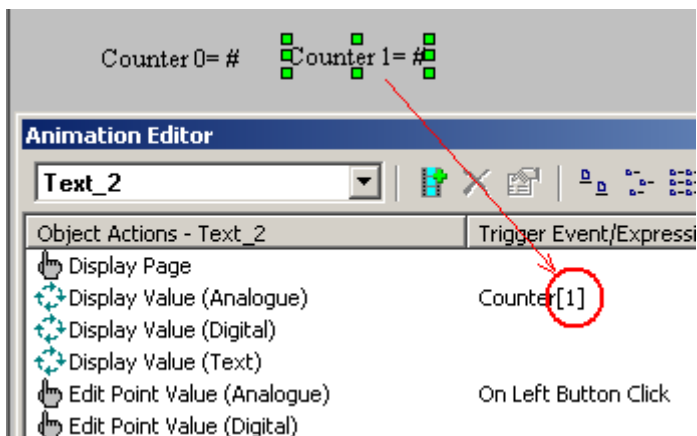 Counter 0= # Counter 1= #
Animation Editor
Text_2
Object Actions - Text_2 Trigger Event/Expressi
Display Page
Display Value (Analogue) Counter[1]
Display Value (Digital)
Display Value (Text)
Edit Point Value (Analogue) On Left Button Click
Edit Point Value (Digital)